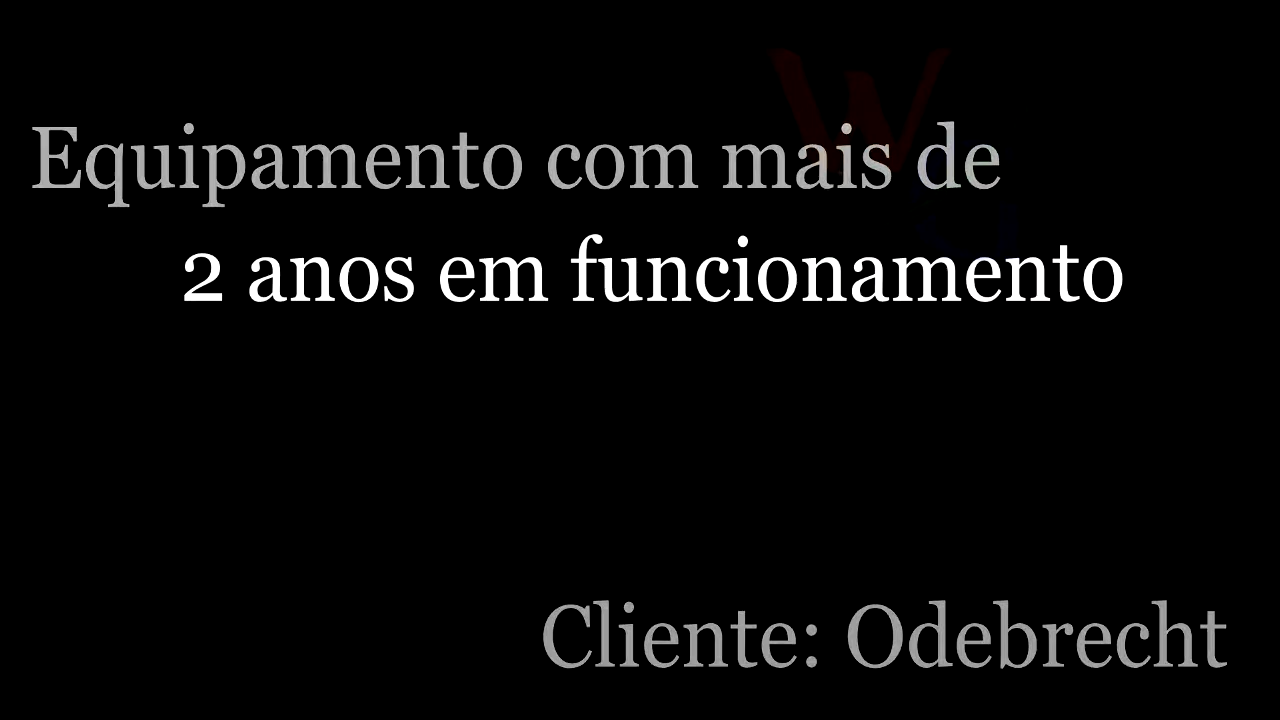 W
Equipamento com mais de
2 anos em funcionamento
Cliente: Odebrecht